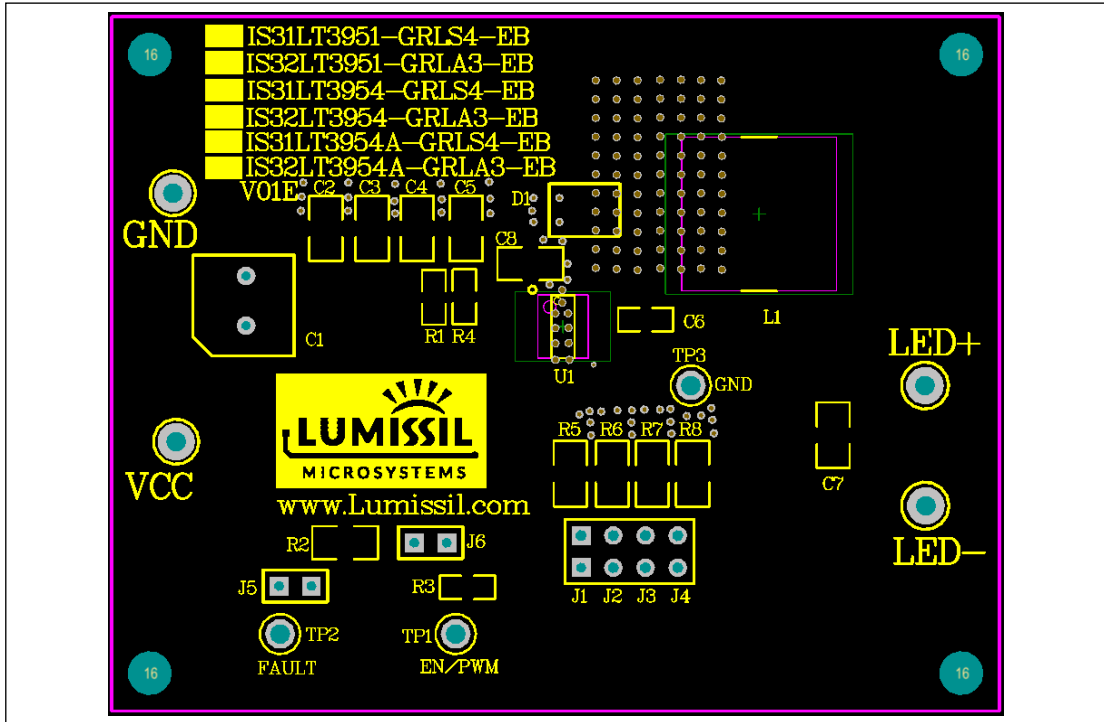 16
16
IS31LT3951-GRLS4-EB
IS32LT3951-GRLA3-EB
IS31LT3954-GRLS4-EB
IS32LT3954-GRLA3-EB
IS31LT3954A-GRLS4-EB
IS32LT3954A-GRLA3-EB
V01E
C2 C3 C4 C5
D1
GND
C8
C1
R1 R4
C6
L1
U1
LED+
TP3
GND
LUMISSIL
MICROSYSTEMS
www.Lumissil.com
R5 R6 R7 R8
VCC
C7
R2
J6
LED-
J5
R3
J1 J2 J3 J4
TP2
TP1
FAULT
EN/PWM
16
16